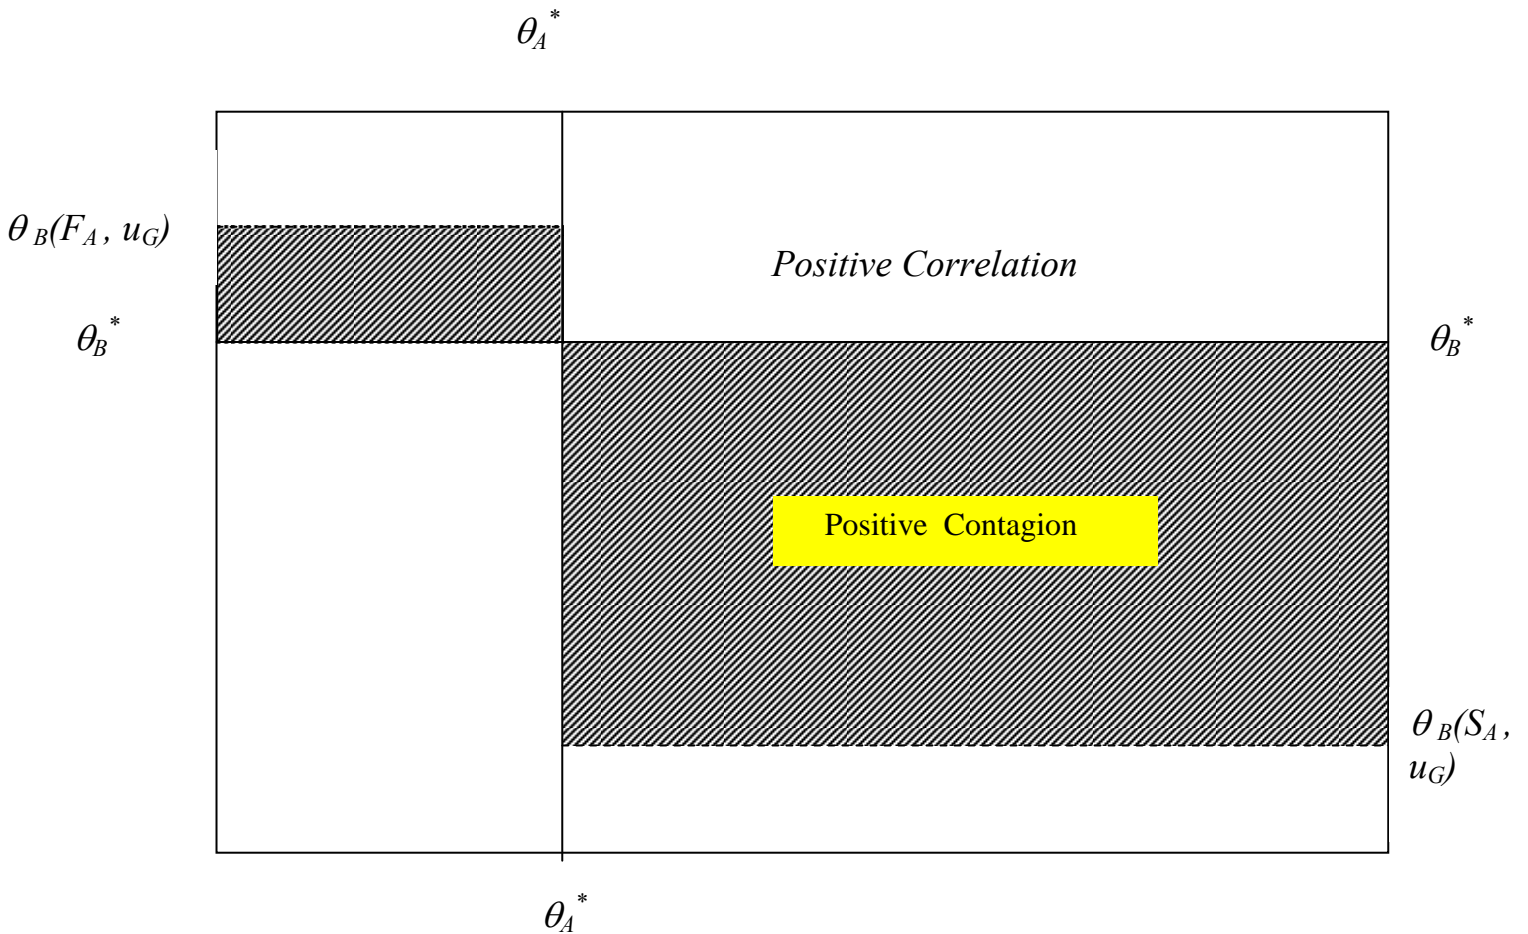 θA*
θB(FA, uG)
Positive Correlation
θB*
θB*
Positive Contagion
θB(SA,
uG)
θA*